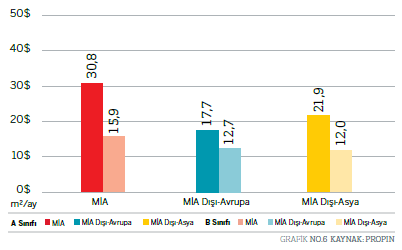 50$
40$
30$
20$
10$
0$
m²/ay
30,8
15,9
17,7
12,7
21,9
12,0
MİA
MİA Dışı-Avrupa
MİA Dışı-Asya
A Sınıfı MİA MİA Dışı-Avrupa MİA Dışı-Asya B Sınıfı MİA MİA Dışı-Avrupa MİA Dışı-Asya
GRAFİK NO.6 KAYNAK: PROPIN